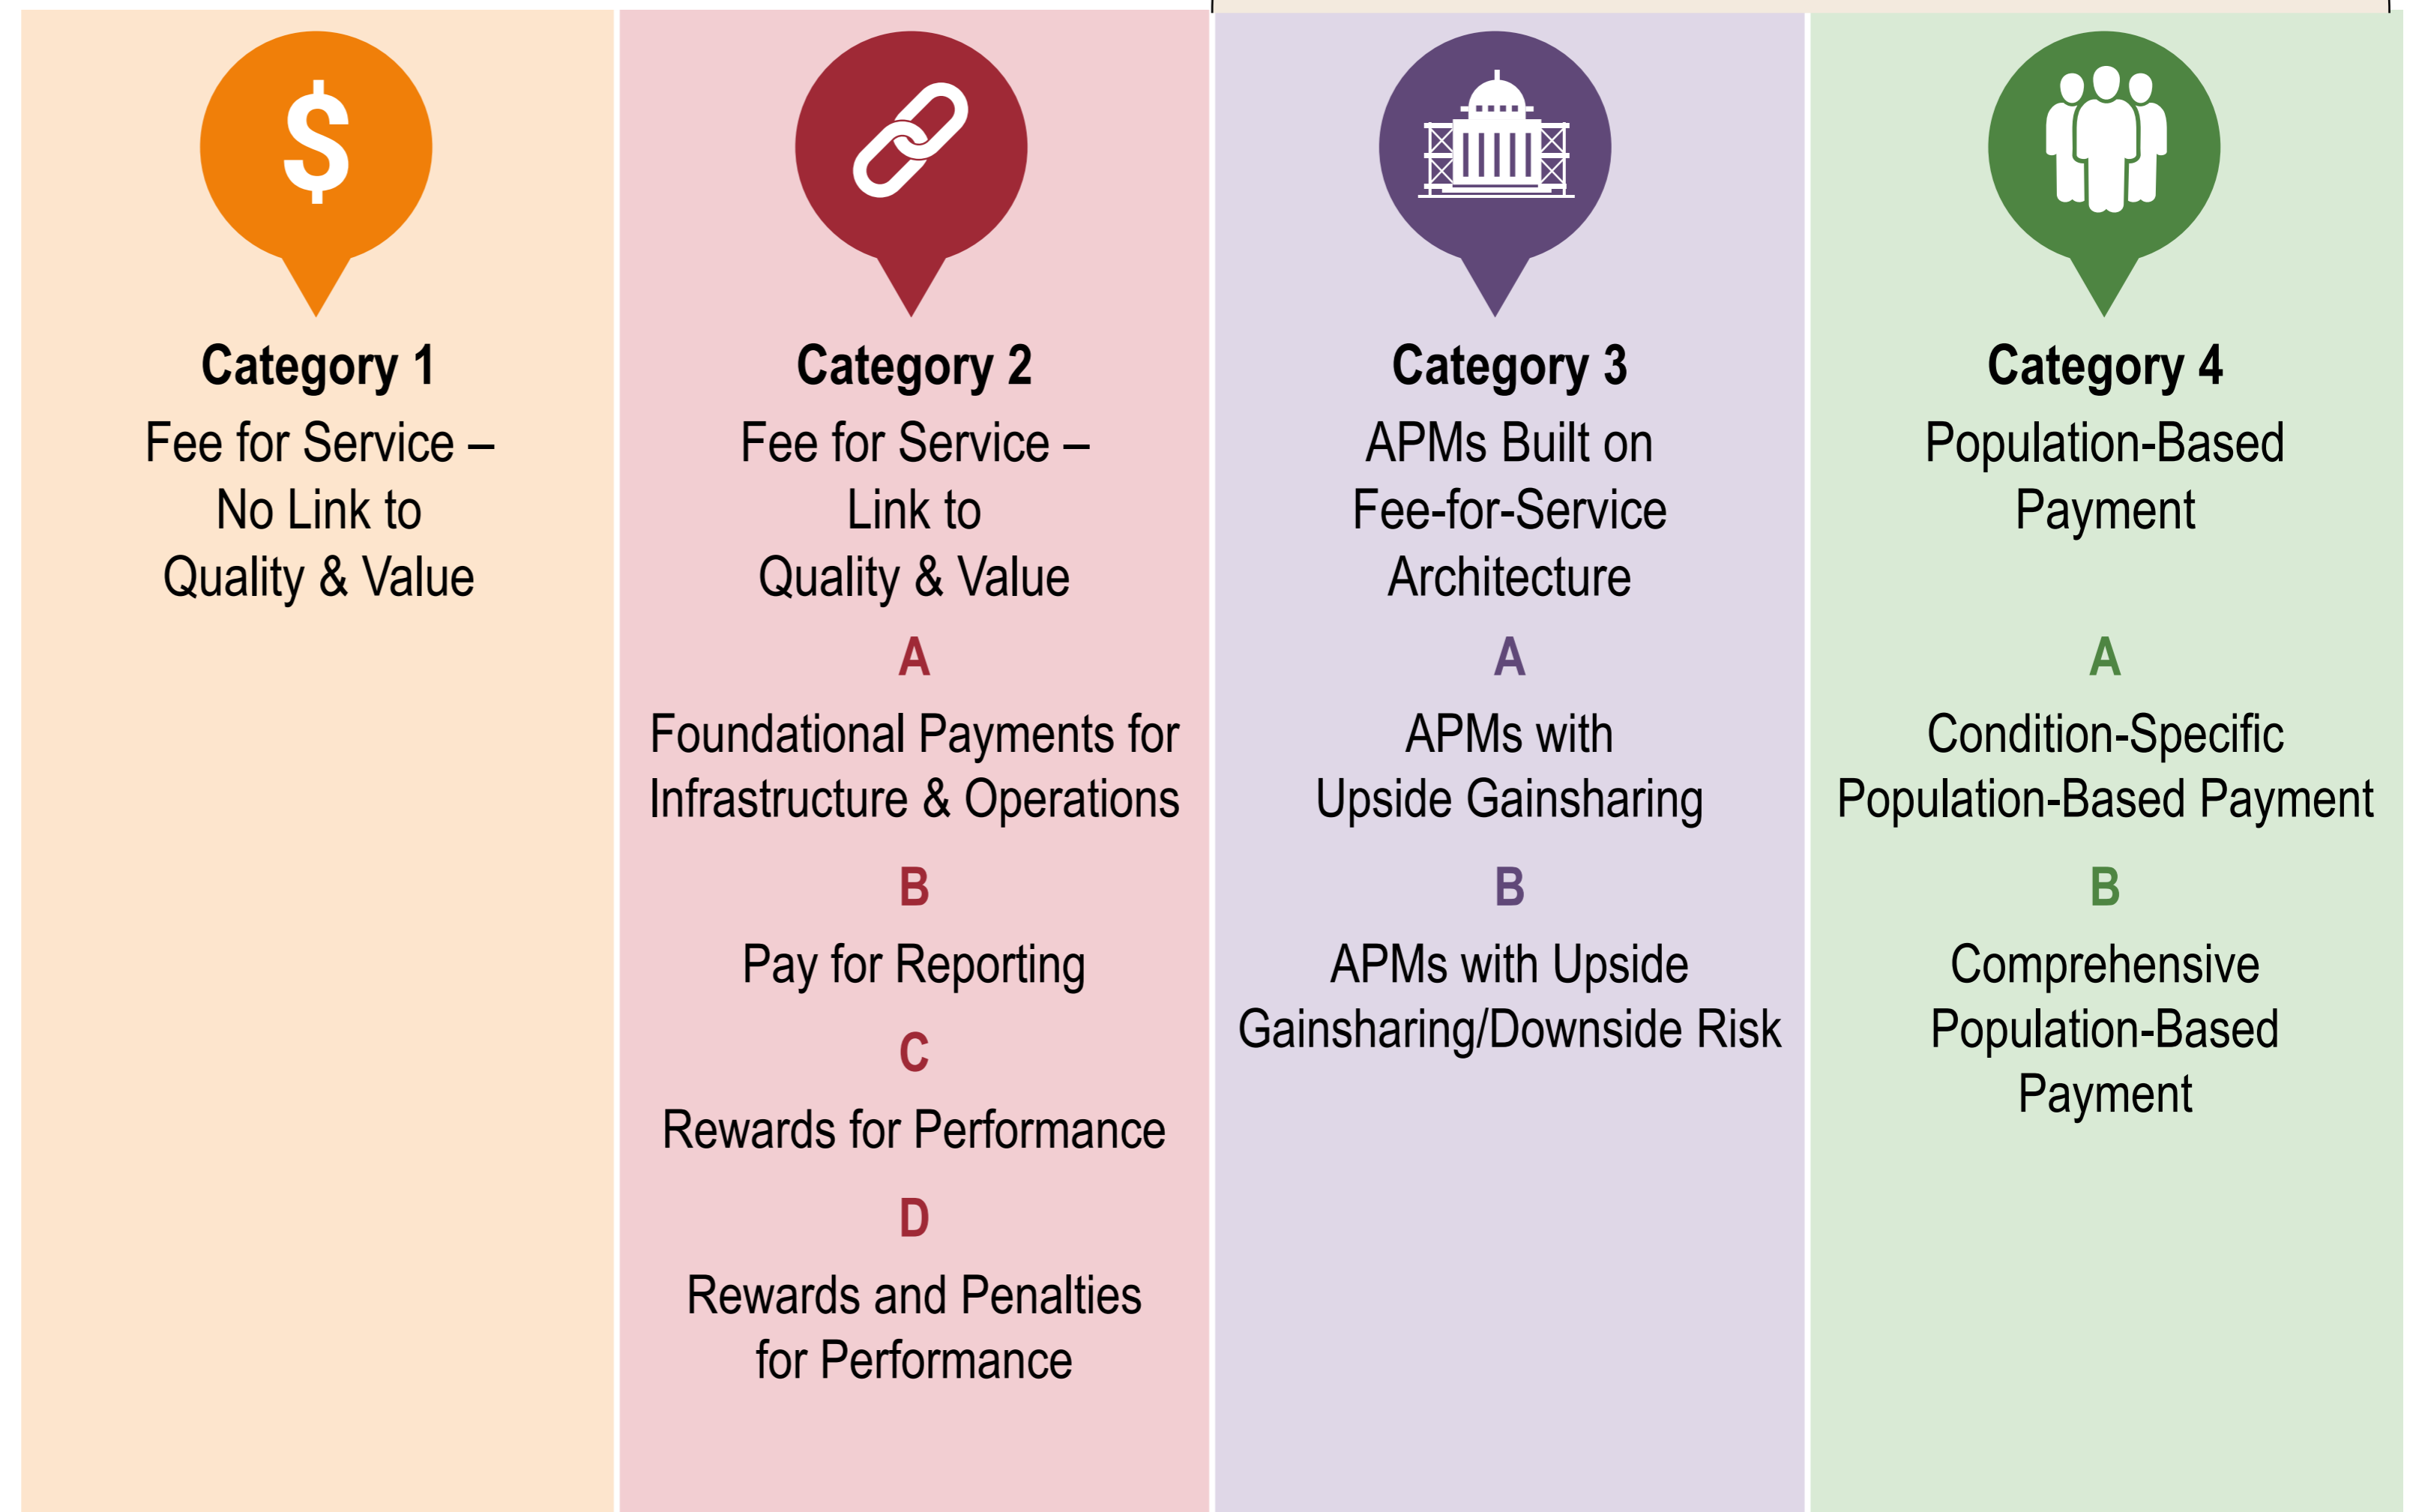 $
Category 1
Fee for Service –
No Link to
Quality & Value
Category 2
Fee for Service –
Link to
Quality & Value
A
Foundational Payments for
Infrastructure & Operations
B
Pay for Reporting
C
Rewards for Performance
D
Rewards and Penalties
for Performance
Category 3
APMs Built on
Fee-for-Service
Architecture
A
APMs with
Upside Gainsharing
B
APMs with Upside
Gainsharing/Downside Risk
Category 4
Population-Based
Payment
A
Condition-Specific
Population-Based Payment
B
Comprehensive
Population-Based
Payment